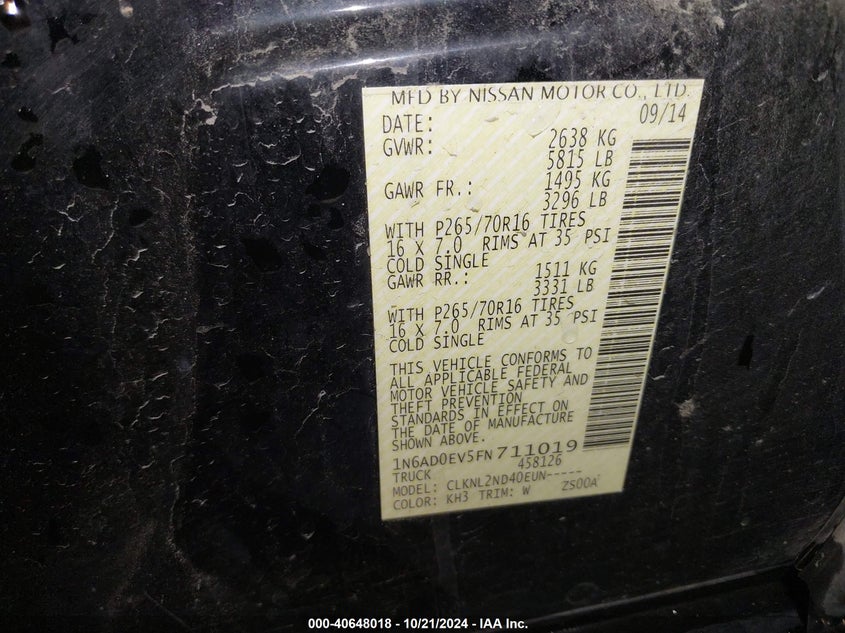 MFD BY NISSAN MOTOR CO., LTD.
DATE: 09/14
GVWR: 2638 KG
5815 LB
GAWR FR.: 1495 KG
3296 LB
WITH P265/70R16 TIRES
16 X 7.0 RIMS AT 35 PSI
COLD SINGLE
GAWR RR.: 1511 KG
3331 LB
WITH P265/70R16 TIRES
16 X 7.0 RIMS AT 35 PSI
COLD SINGLE
THIS VEHICLE CONFORMS TO
ALL APPLICABLE FEDERAL
MOTOR VEHICLE SAFETY AND
THEFT PREVENTION
STANDARDS IN EFFECT ON
THE DATE OF MANUFACTURE
SHOWN ABOVE.
1N6AD0EV5FN711019
TRUCK 458126
MODEL: CLKNL2ND40EUN-----
COLOR: KH3 TRIM: W ZS00A
000-40648018 - 10/21/2024 - IAA Inc.